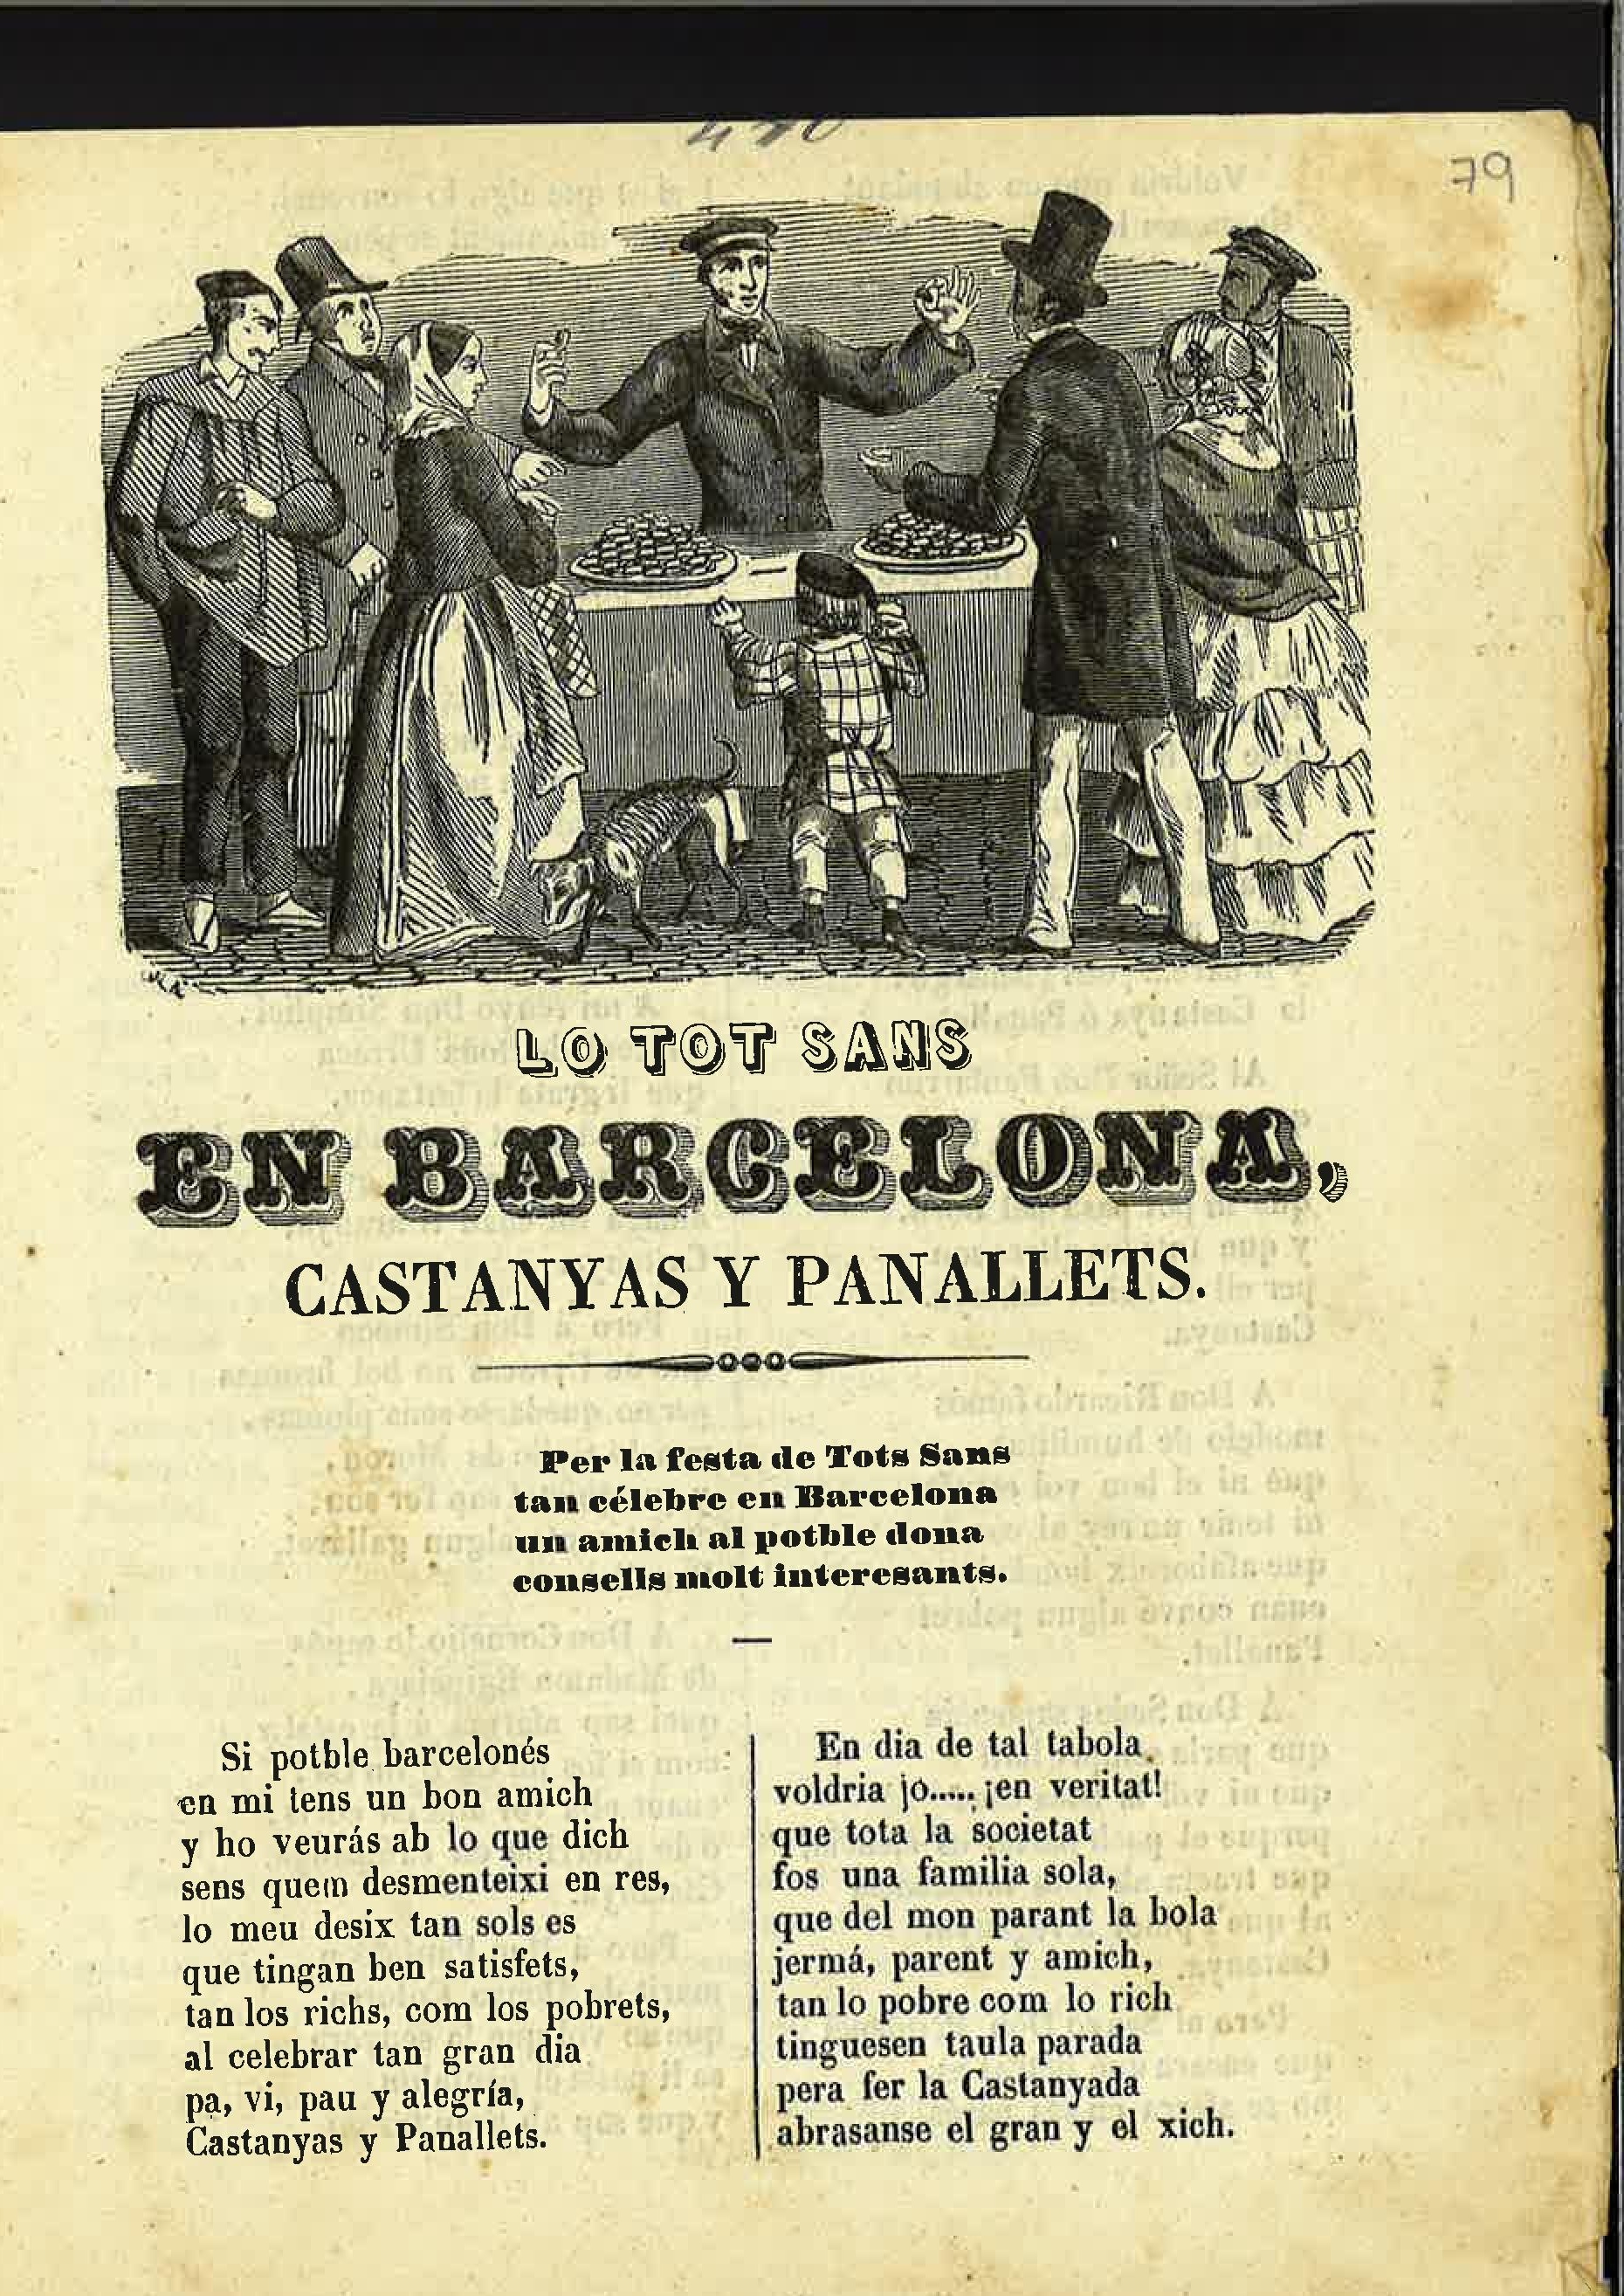 79
LO TOT SANS
EN BARCELONA,
CASTANYAS Y PANALLETS.
Per la festa de Tots Sans
tan célebre en Barcelona
un amich al potble dona
consells molt interesants.
Si potble barcelonés
en mi tens un bon amich
y ho veurás ab lo que dich
sens quem desmenteixi en res,
lo meu desix tan sols es
que tingan ben satisfets,
tan los richs, com los pobrets,
al celebrar tan gran dia
pa, vi, pau y alegría,
Castanyas y Panallets.
En dia de tal tabola,
voldria jo..... ¡en veritat!
que tota la societat
fos una familia sola,
que del mon parant la bola
jermá, parent y amich,
tan lo pobre com lo rich
tinguesen taula parada
pera fer la Castanyada
abrasanse el gran y el xich.